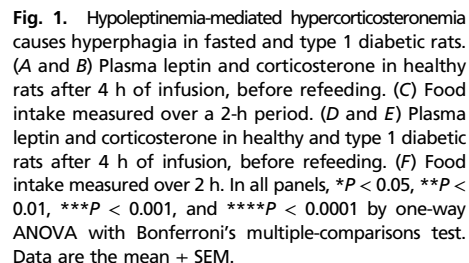 Fig. 1. Hypoleptinemia-mediated hypercorticosteronemia
causes hyperphagia in fasted and type 1 diabetic rats.
(A and B) Plasma leptin and corticosterone in healthy
rats after 4 h of infusion, before refeeding. (C) Food
intake measured over a 2-h period. (D and E) Plasma
leptin and corticosterone in healthy and type 1 diabetic
rats after 4 h of infusion, before refeeding. (F) Food
intake measured over 2 h. In all panels, *P < 0.05, **P <
0.01, ***P < 0.001, and ****P < 0.0001 by one-way
ANOVA with Bonferroni's multiple-comparisons test.
Data are the mean + SEM.